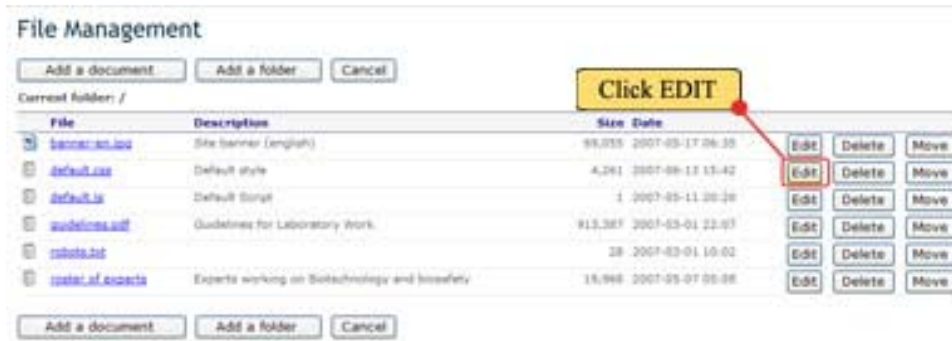 File Management
Add a document Add a folder Cancel
Click EDIT
Current folder: /
File Description Size Date
banner-en.jpg Site banner (english) 69,055 2007-05-17 06:35 Edit Delete Move
default.css Default style 4,261 2007-06-13 15:42 Edit Delete Move
default.js Default Script 1 2007-05-11 20:20 Edit Delete Move
guidelines.pdf Guidelines for Laboratory Work 2007-03-01 22:07 Edit Delete Move
robots.txt 28 2007-03-01 10:02 Edit Delete Move
roster of experts Experts working on Biotechnology and biosafety 2007-05-07 Edit Delete Move
Add a document Add a folder Cancel